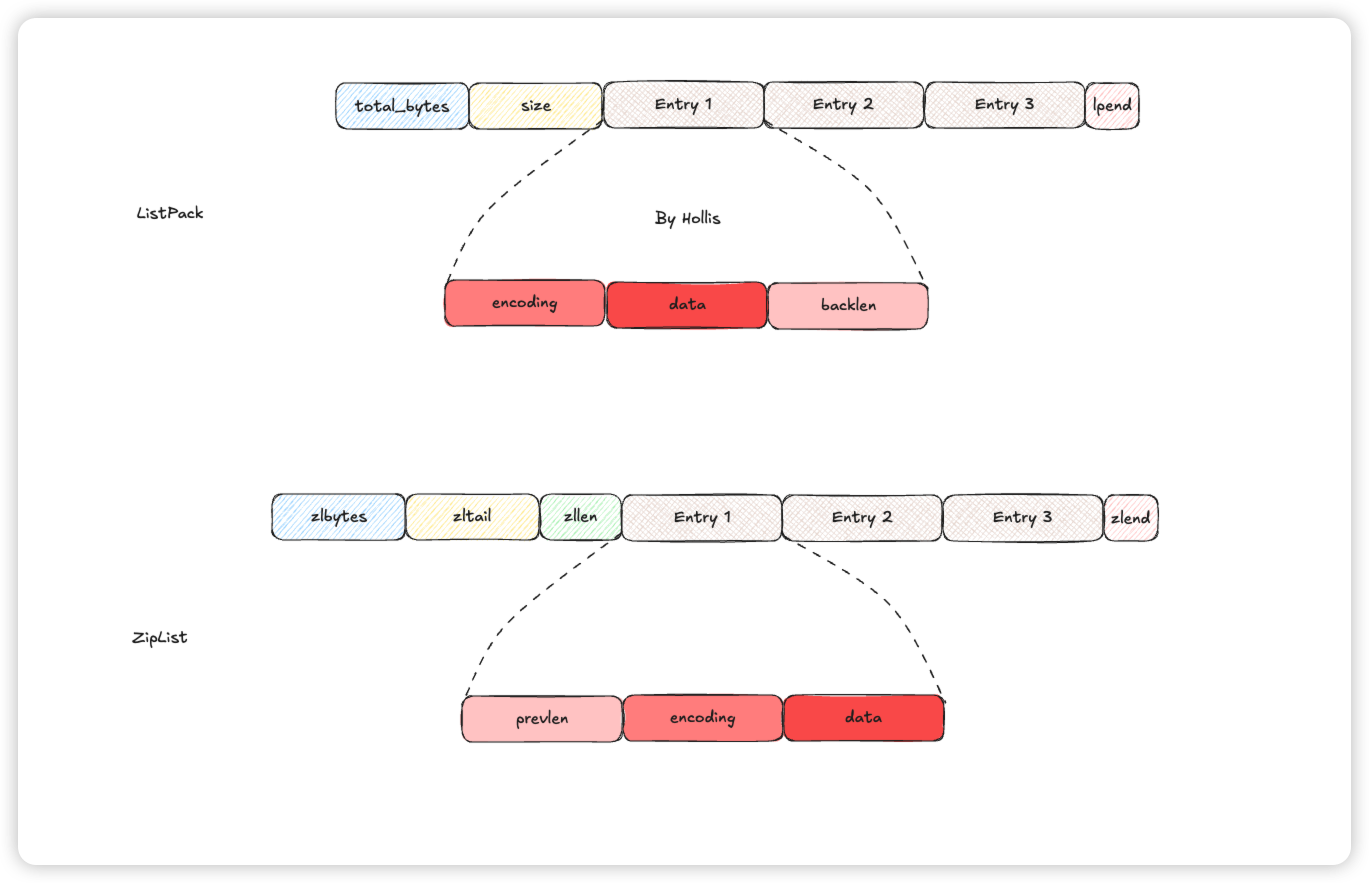 total_bytes size Entry 1 Entry 2 Entry 3 lpend
ListPack
By Hollis
encoding data backlen
zlbytes zltail zllen Entry 1 Entry 2 Entry 3 zlend
ZipList
prevlen encoding data